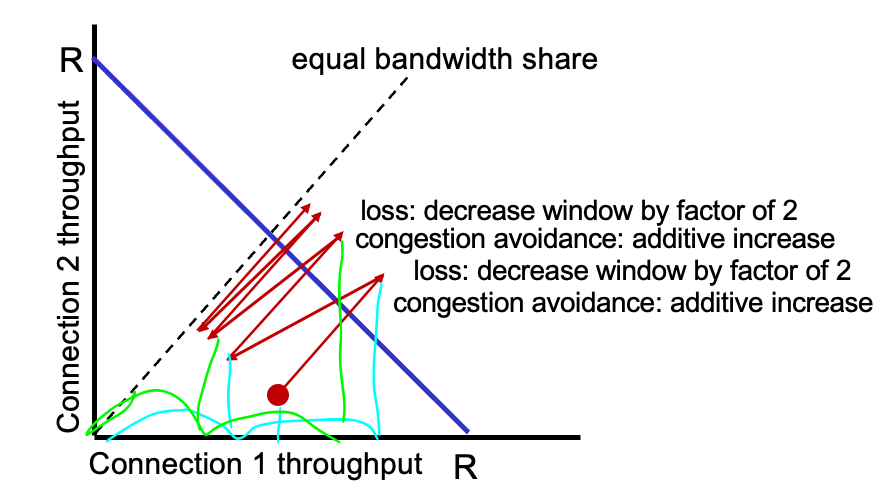 R
equal bandwidth share
Connection 2 throughput
loss: decrease window by factor of 2
congestion avoidance: additive increase
loss: decrease window by factor of 2
congestion avoidance: additive increase
Connection 1 throughput
R